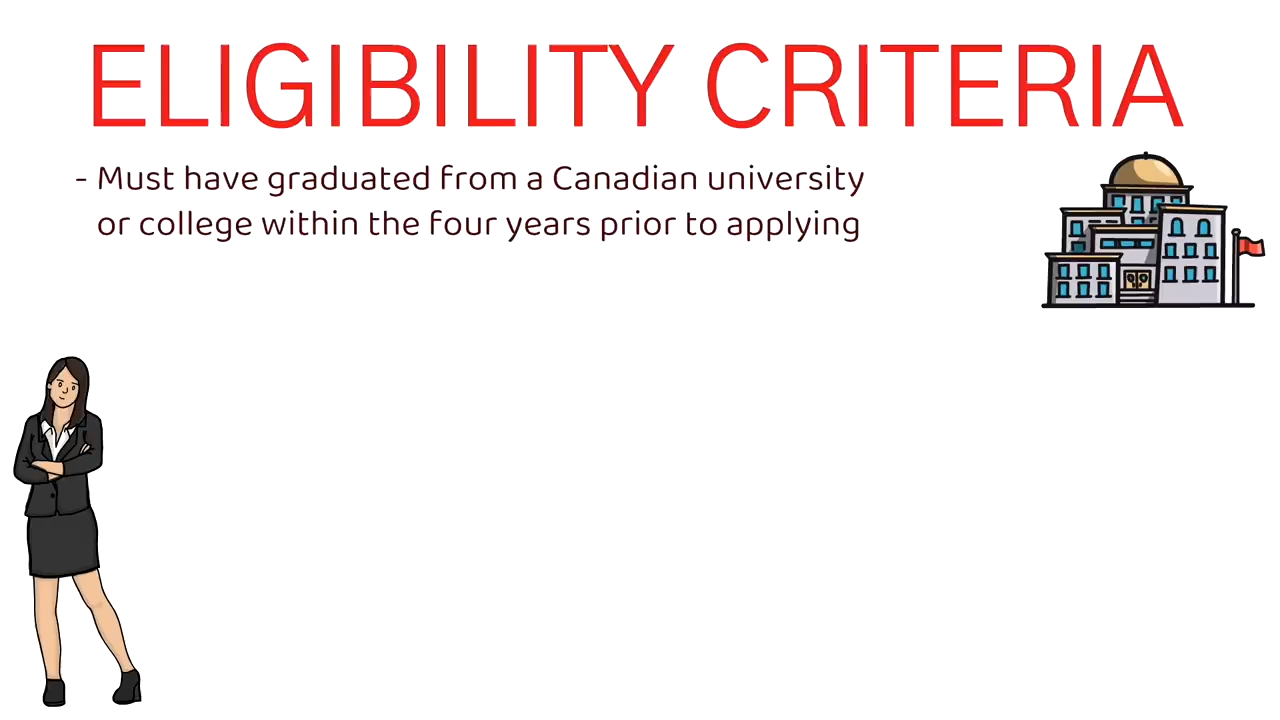 ELIGIBILITY CRITERIA
- Must have graduated from a Canadian university
or college within the four years prior to applying